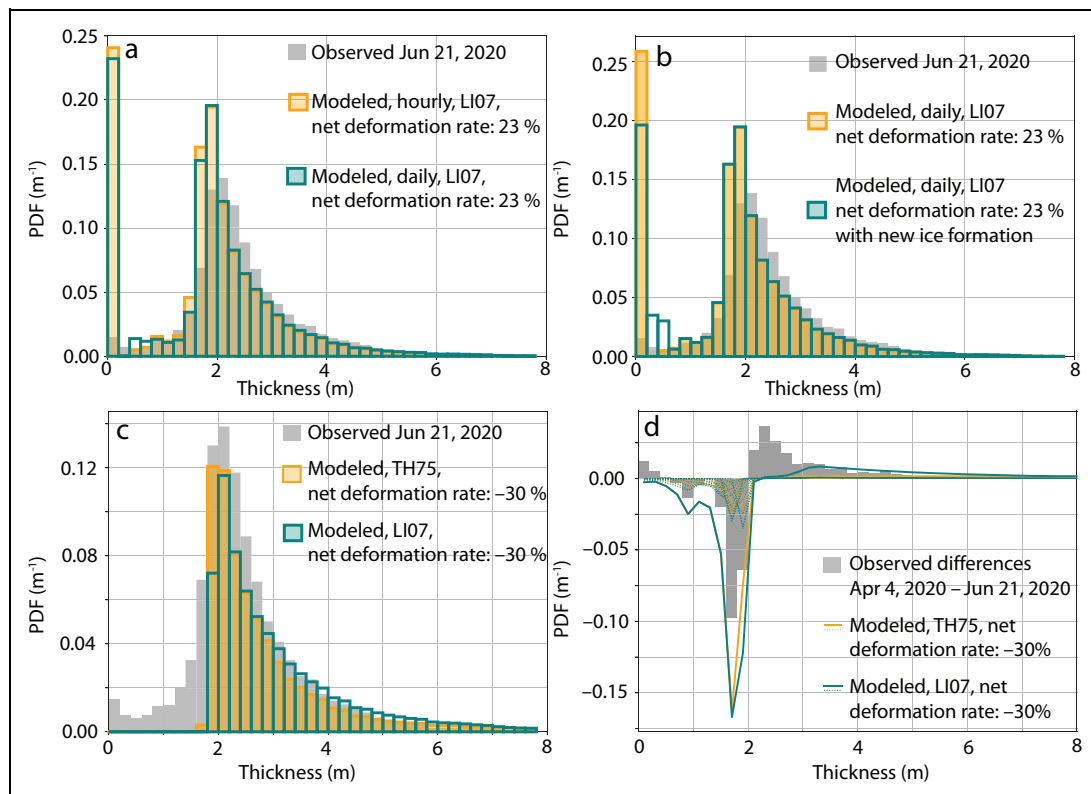 a
Observed Jun 21, 2020
Modeled, hourly, LI07,
net deformation rate: 23 %
Modeled, daily, LI07,
net deformation rate: 23 %
0.25
0.20
0.15
0.10
0.05
0.00
PDF (m⁻¹)
0 2 4 6 8
Thickness (m)
b
Observed Jun 21, 2020
Modeled, daily, LI07
net deformation rate: 23 %
Modeled, daily, LI07
net deformation rate: 23 %
with new ice formation
0.25
0.20
0.15
0.10
0.05
0.00
PDF (m⁻¹)
0 2 4 6 8
Thickness (m)
c
Observed Jun 21, 2020
Modeled, TH75,
net deformation rate: –30 %
Modeled, LI07,
net deformation rate: –30 %
0.12
0.08
0.04
0.00
PDF (m⁻¹)
0 2 4 6 8
Thickness (m)
d
0.00
−0.05
−0.10
−0.15
PDF (m⁻¹)
Observed differences
Apr 4, 2020 – Jun 21, 2020
Modeled, TH75, net
deformation rate: –30%
Modeled, LI07, net
deformation rate: –30%
0 2 4 6 8
Thickness (m)